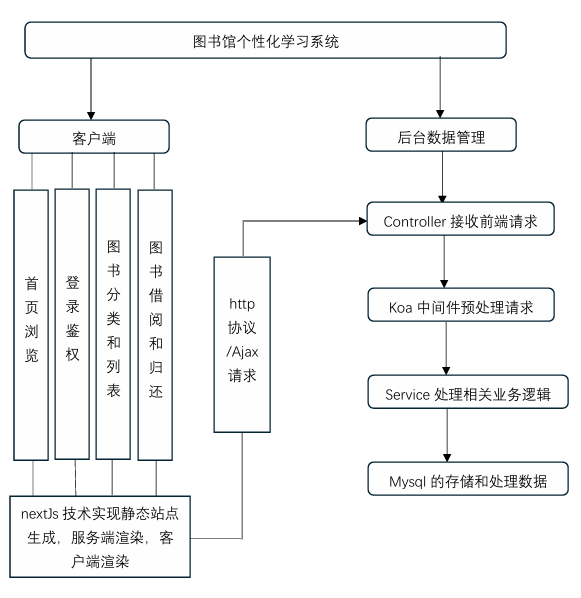 图书馆个性化学习系统
客户端
后台数据管理
首页浏览
登录鉴权
图书分类和列表
图书借阅和归还
http
协议
/Ajax
请求
Controller 接收前端请求
Koa 中间件预处理请求
Service 处理相关业务逻辑
Mysql 的存储和处理数据
nextJs 技术实现静态站点
生成，服务端渲染，客
户端渲染